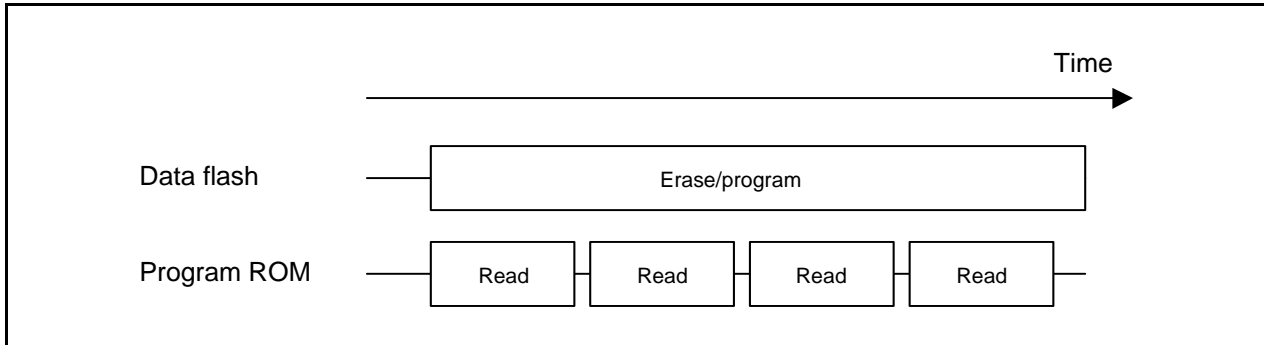 Time
Data flash
Erase/program
Program ROM
Read
Read
Read
Read